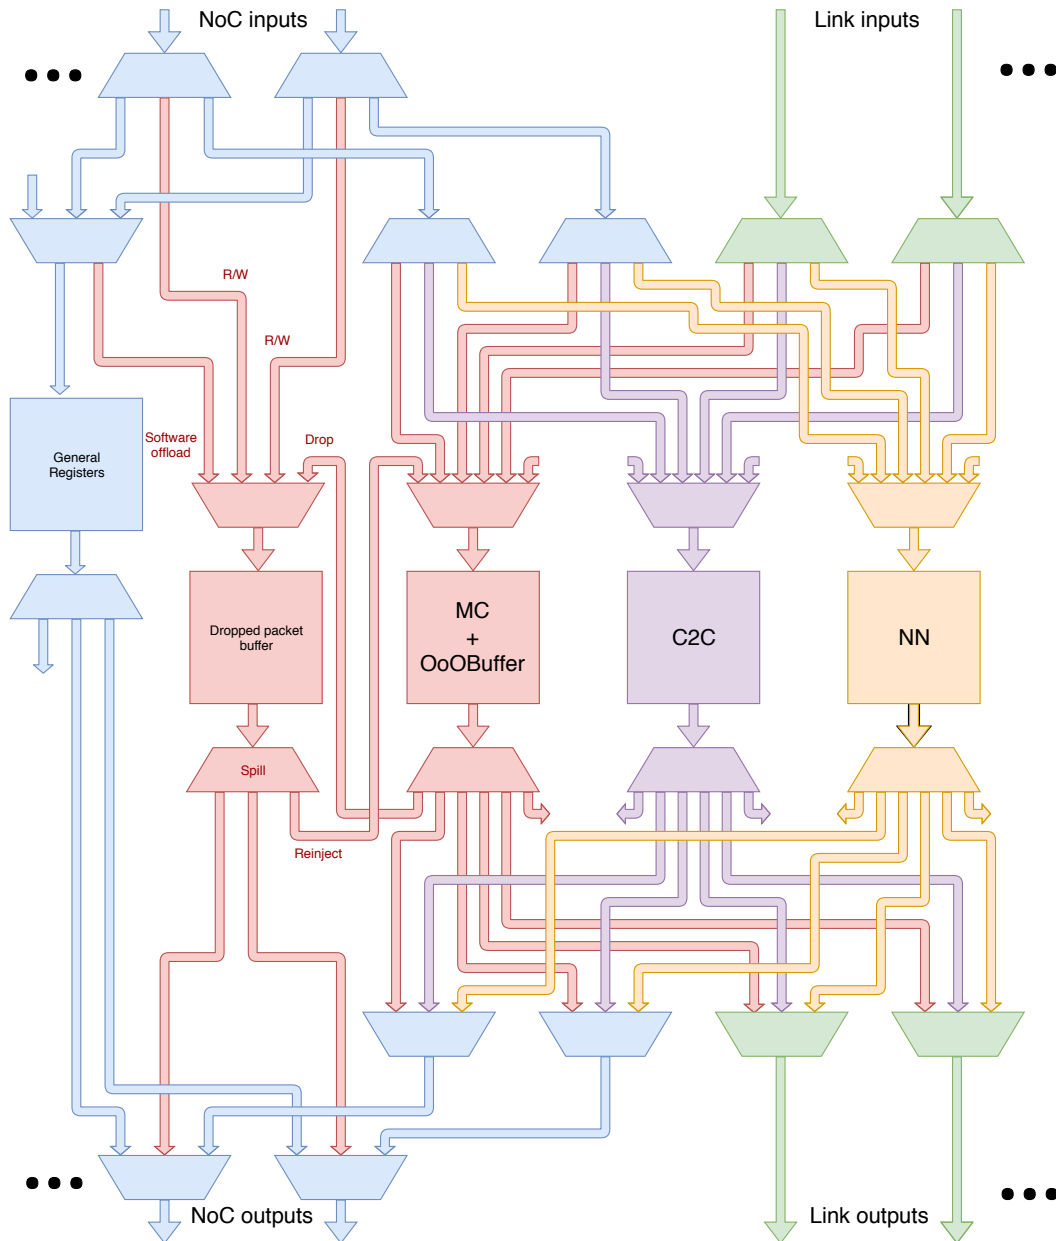 NoC inputs
Link inputs
R/W
R/W
Software
offload
Drop
General
Registers
Dropped packet
buffer
MC
+
OoOBuffer
C2C
NN
Spill
Reinject
NoC outputs
Link outputs